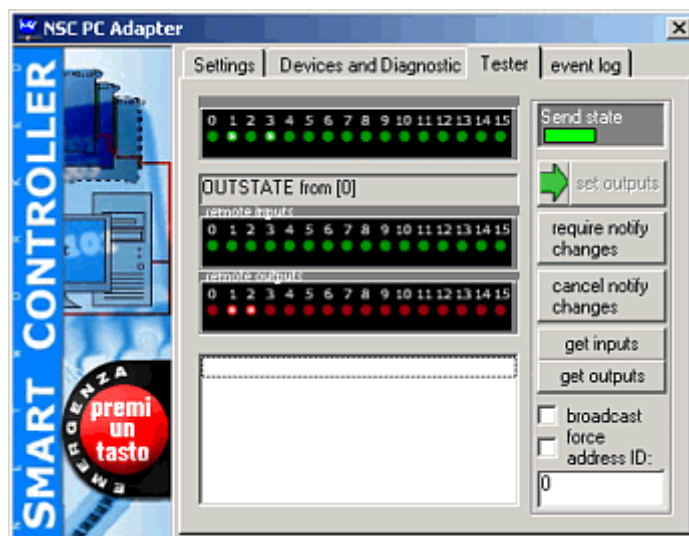 NSC PC Adapter
Settings
Devices and Diagnostic
Tester
event log
SMART CONTROLLER
EMERGENZA
premi
un
tasto
0 1 2 3 4 5 6 7 8 9 10 11 12 13 14 15
OUTSTATE from [0]
remote inputs
0 1 2 3 4 5 6 7 8 9 10 11 12 13 14 15
remote outputs
0 1 2 3 4 5 6 7 8 9 10 11 12 13 14 15
Send state
set outputs
require notify
changes
cancel notify
changes
get inputs
get outputs
broadcast
force
address ID:
0